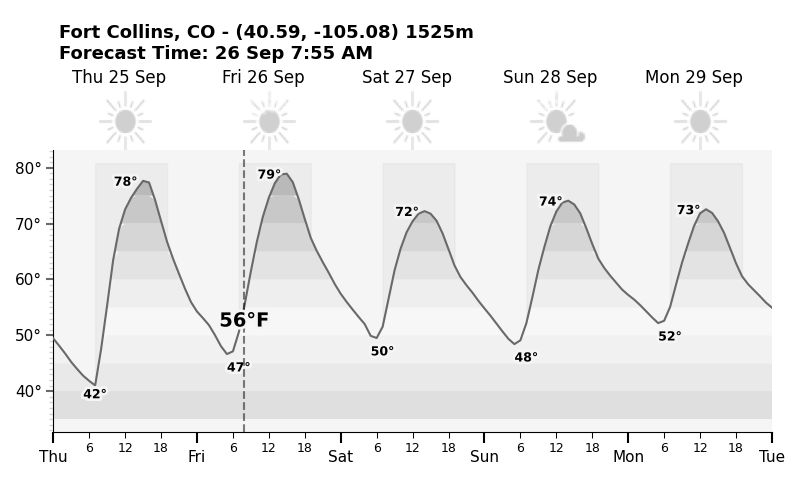 Fort Collins, CO - (40.59, -105.08) 1525m
Forecast Time: 26 Sep 7:55 AM
Thu 25 Sep Fri 26 Sep Sat 27 Sep Sun 28 Sep Mon 29 Sep
80°
78° 79° 72° 74° 73°
70°
60°
56°F
50°
47° 50° 48° 52°
40°
42°
6 12 18 6 12 18 6 12 18 6 12 18 6 12 18
Thu Fri Sat Sun Mon Tue